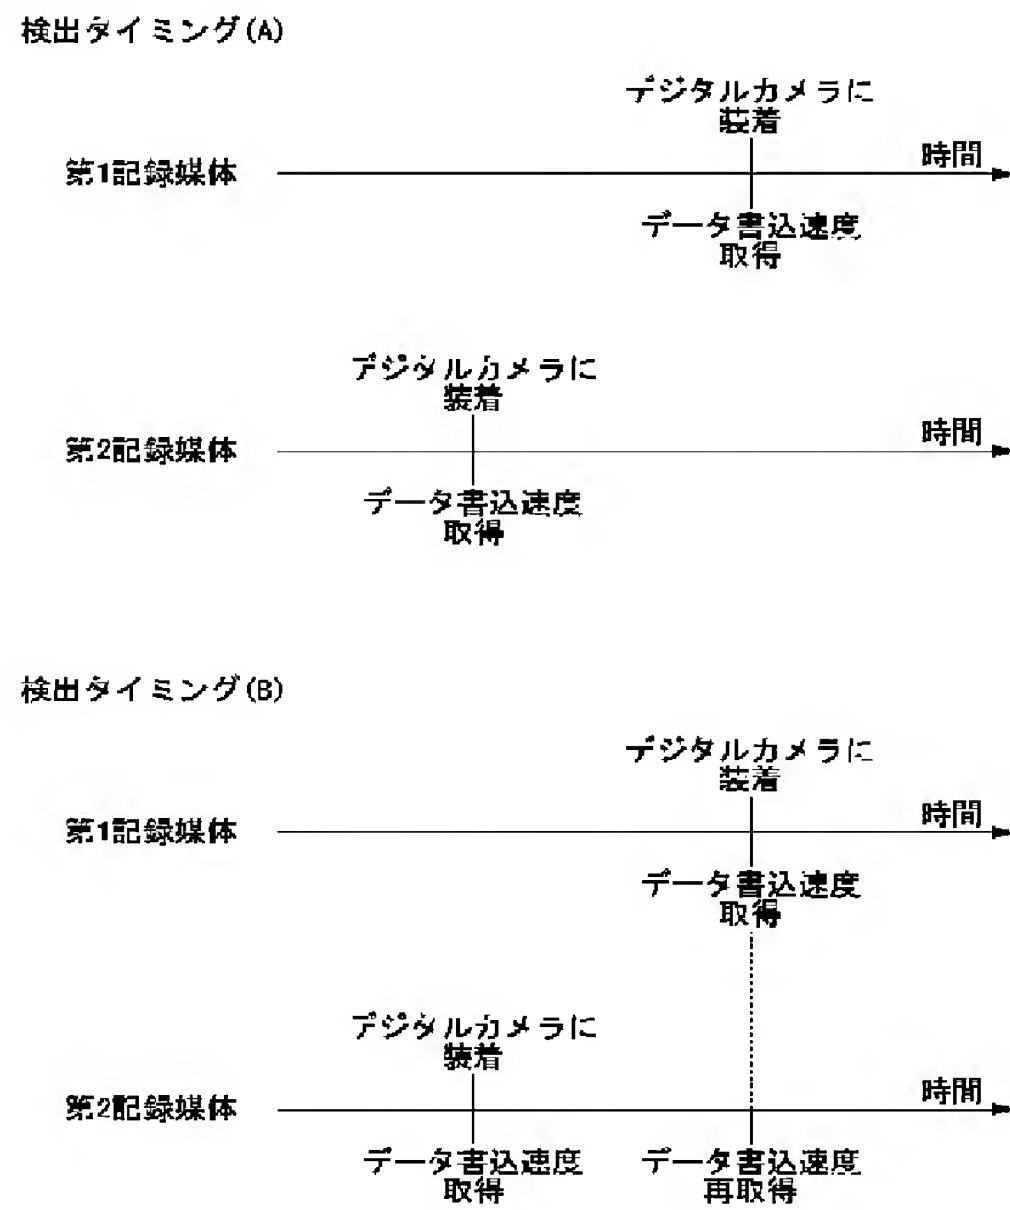 検出タイミング(A)
デジタルカメラに
装着
時間
第1記録媒体
データ書込速度
取得
デジタルカメラに
装着
時間
第2記録媒体
データ書込速度
取得
検出タイミング(B)
デジタルカメラに
装着
時間
第1記録媒体
データ書込速度
取得
デジタルカメラに
装着
時間
第2記録媒体
データ書込速度
取得
データ書込速度
再取得